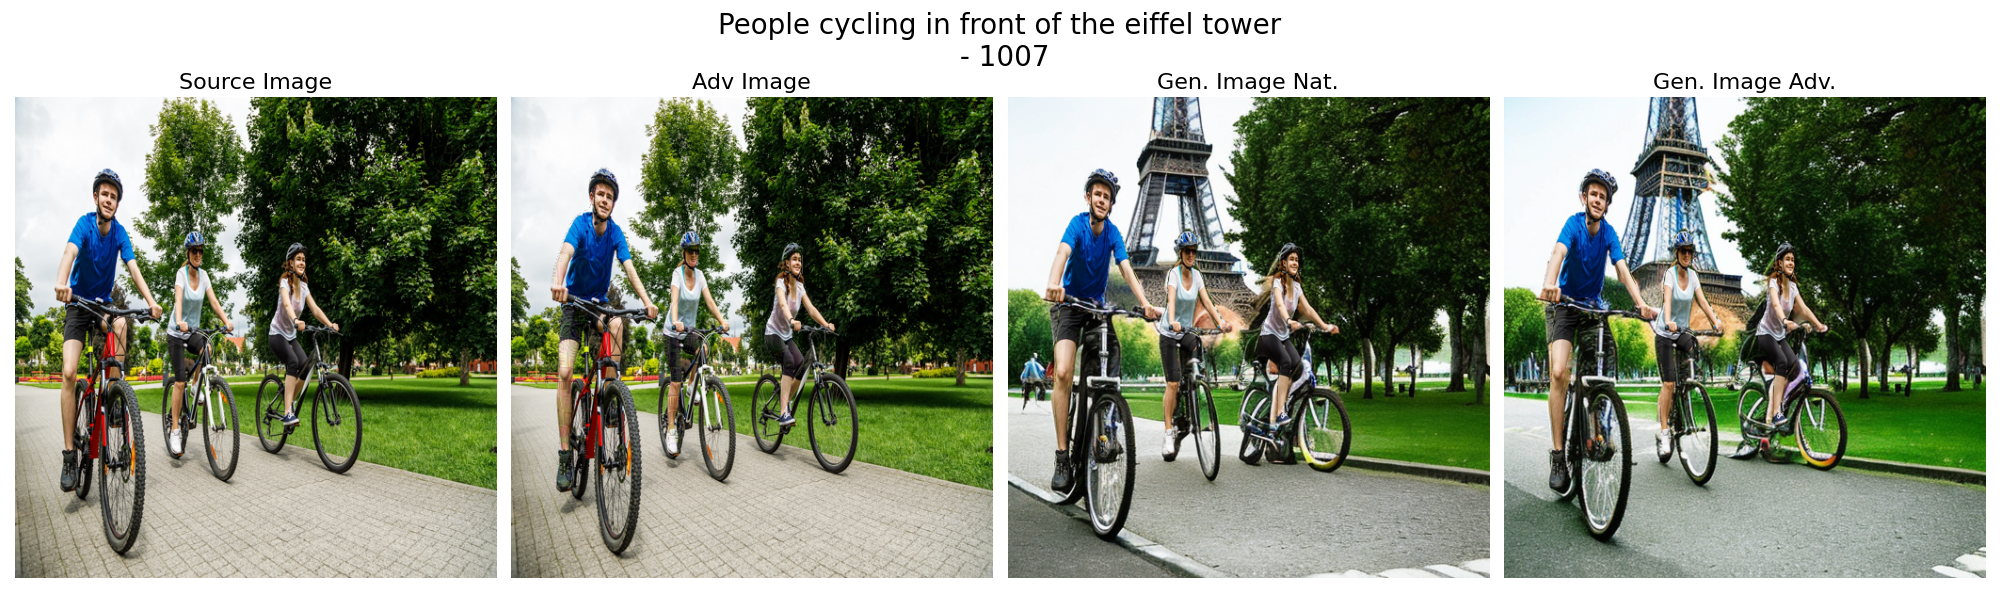 People cycling in front of the eiffel tower
- 1007
Source Image
Adv Image
Gen. Image Nat.
Gen. Image Adv.